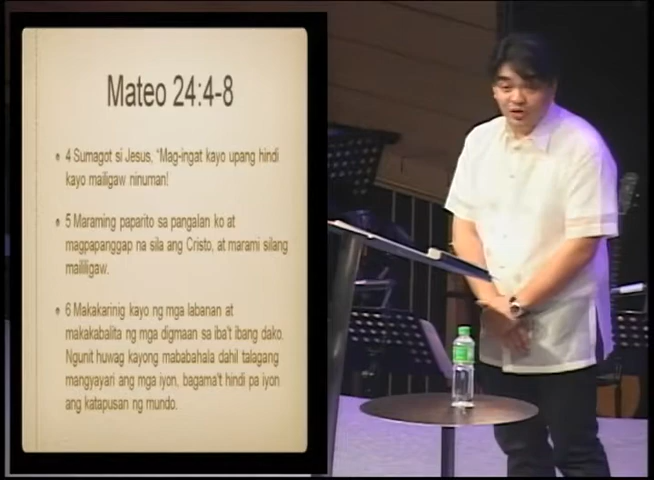 Mateo 24:4-8
• 4 Sumagot si Jesus, "Mag-ingat kayo upang hindi
kayo mailigaw ninuman!
• 5 Maraming paparito sa pangalan ko at
magpapanggap na sila ang Cristo, at marami silang
maililigaw.
• 6 Makakarinig kayo ng mga labanan at
makakabalita ng mga digmaan sa iba't ibang dako.
Ngunit huwag kayong mababahala dahil talagang
mangyayari ang mga iyon, bagama't hindi pa iyon
ang katapusan ng mundo.